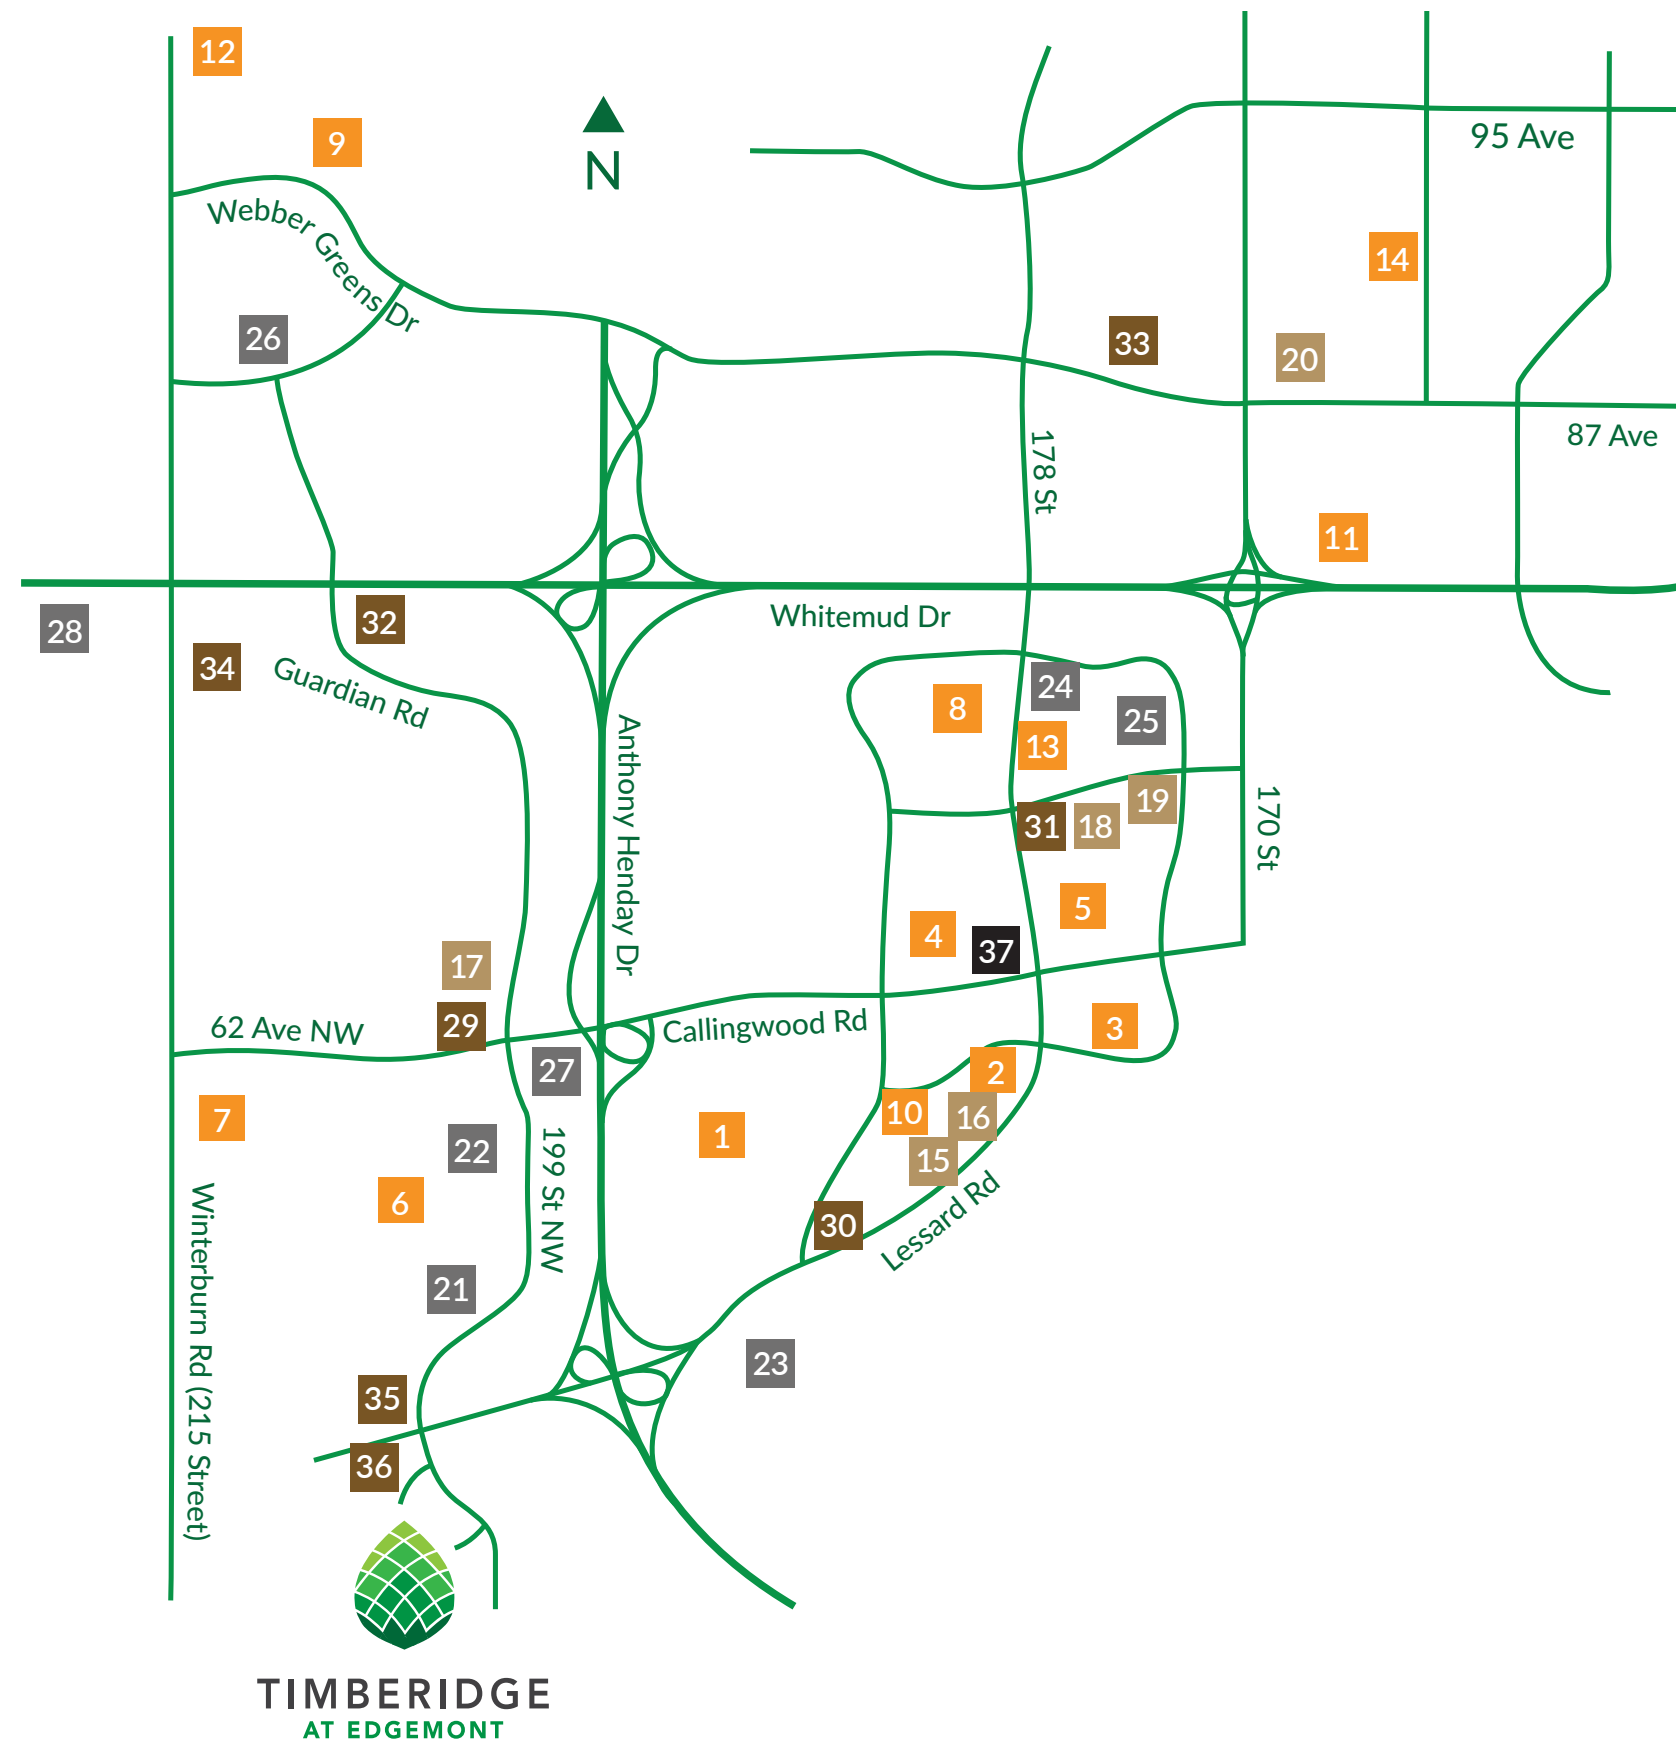 12
9
N
95 Ave
Webber Greens Dr
14
26
33
20
87 Ave
178 St
11
28
32
Whitemud Dr
34
Guardian Rd
24
8
25
13
Anthony Henday Dr
19
31
18
170 St
5
4
37
17
29
62 Ave NW
Callingwood Rd
3
27
2
10
7
16
1
22
15
199 St NW
6
30
Lessard Rd
Winterburn Rd (215 Street)
21
23
35
36
TIMBERIDGE
AT EDGEMONT